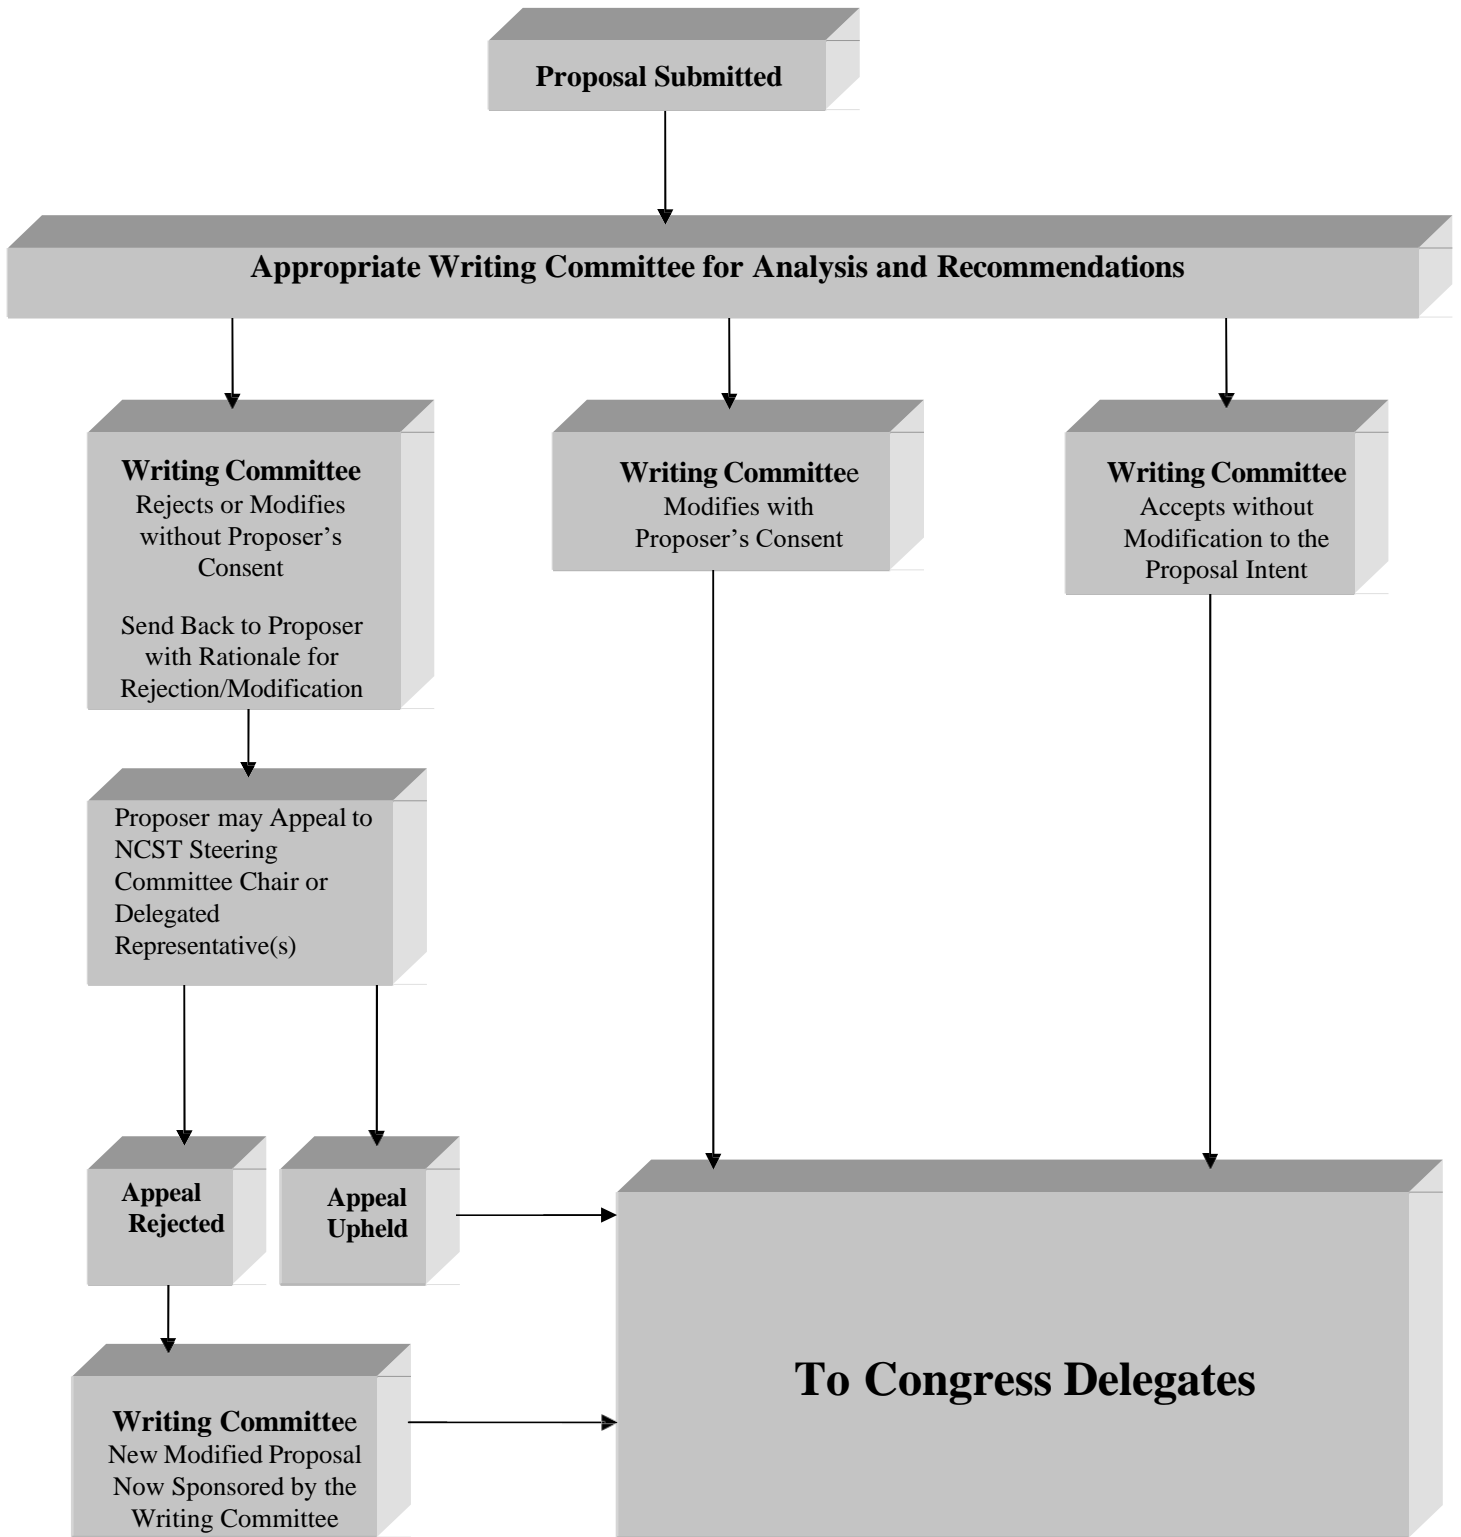 Proposal Submitted
Appropriate Writing Committee for Analysis and Recommendations
Writing Committee
Rejects or Modifies
without Proposer’s
Consent
Send Back to Proposer
with Rationale for
Rejection/Modification
Writing Committee
Modifies with
Proposer’s Consent
Writing Committee
Accepts without
Modification to the
Proposal Intent
Proposer may Appeal to
NCST Steering
Committee Chair or
Delegated
Representative(s)
Appeal
Rejected
Appeal
Upheld
Writing Committee
New Modified Proposal
Now Sponsored by the
Writing Committee
To Congress Delegates